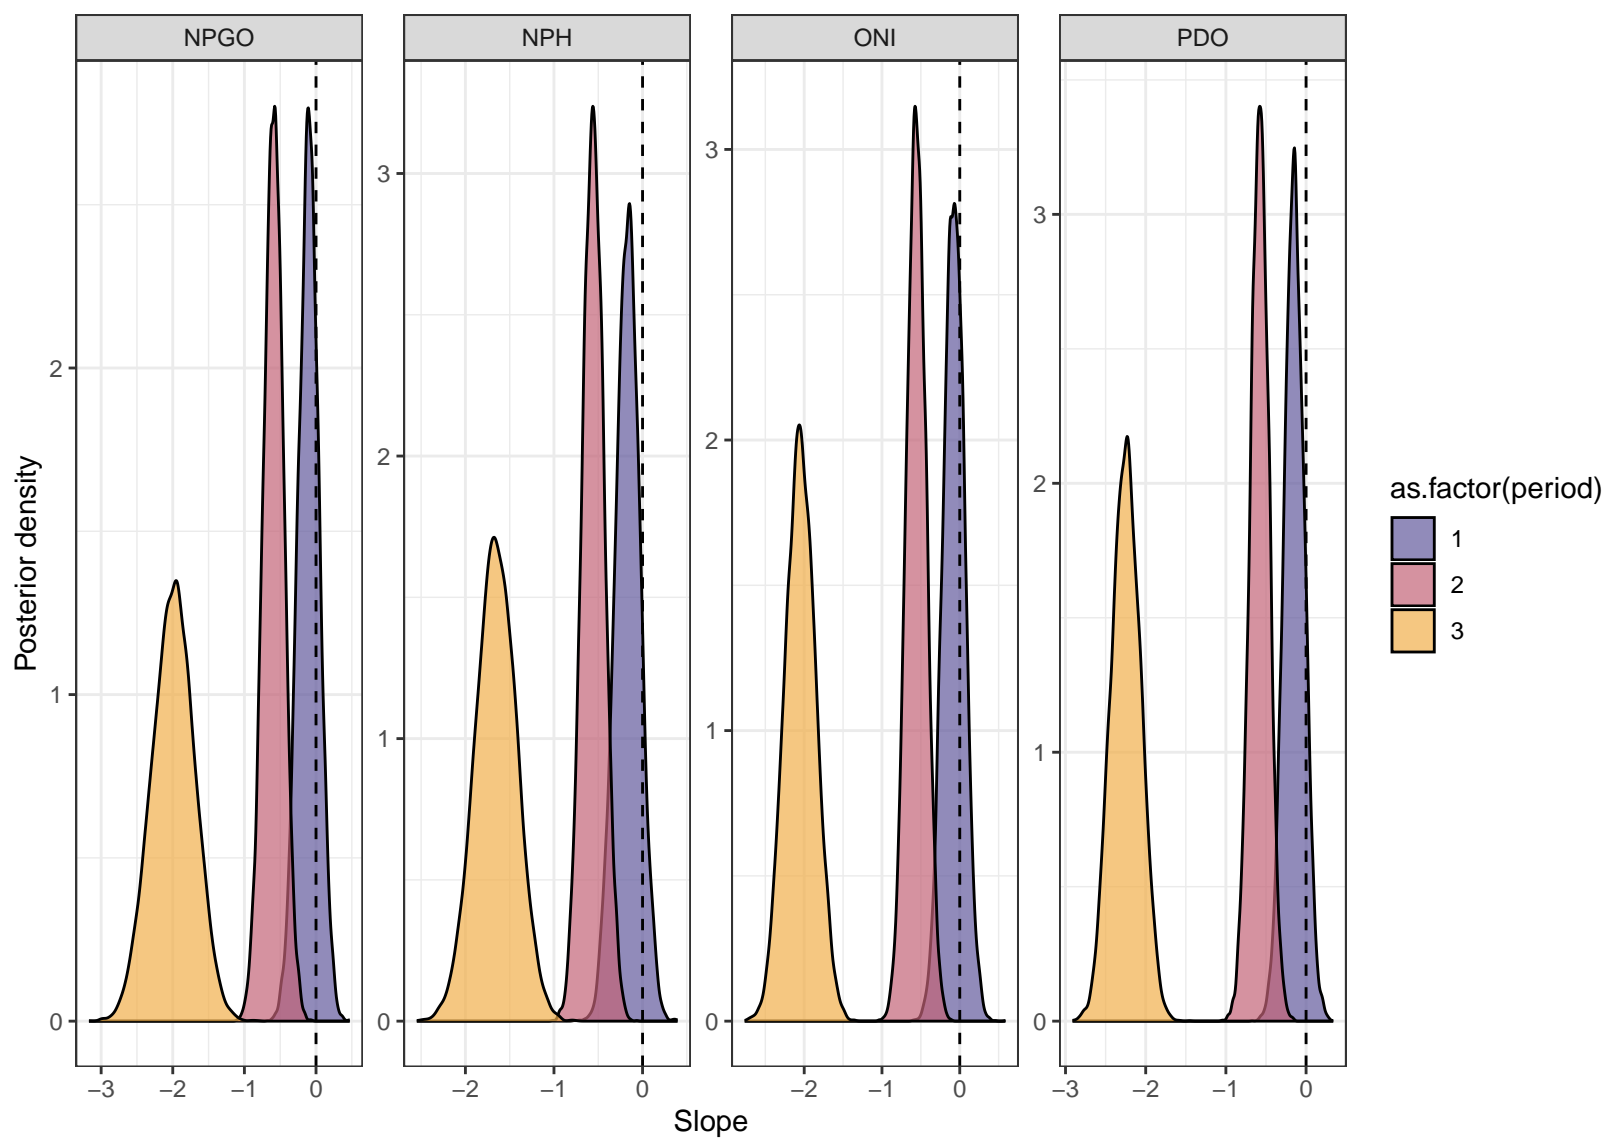 NPGO NPH ONI PDO
Posterior density
0 1 2
0 1 2 3
0 1 2 3
0 1 2 3
−3 −2 −1 0
−2 −1 0
−2 −1 0
−3 −2 −1 0
Slope
as.factor(period)
1
2
3